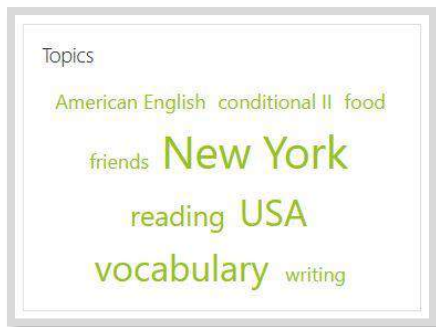 Topics
American English conditional II food
friends New York
reading USA
vocabulary writing